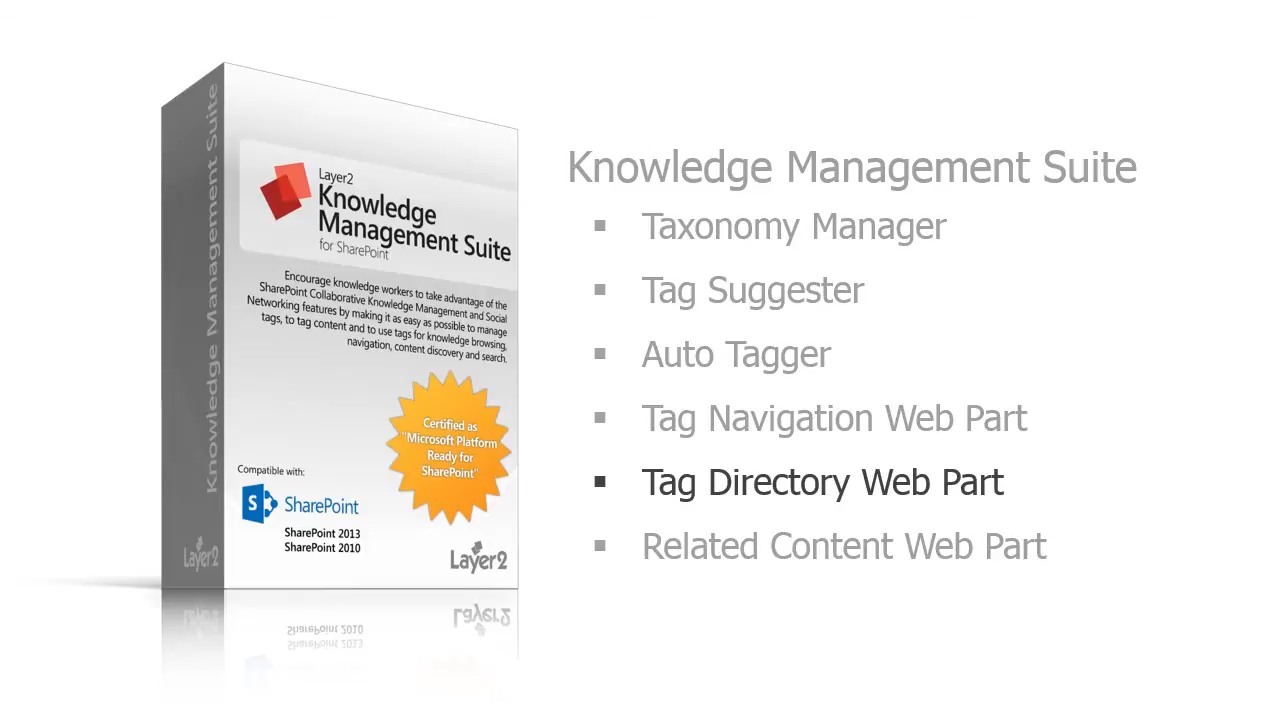 Knowledge Management Suite
Layer2
Knowledge
Management Suite
for SharePoint
Encourage knowledge workers to take advantage of the
SharePoint Collaborative Knowledge Management and Social
Networking features by making it as easy as possible to manage
tags, to tag content and to use tags for knowledge browsing,
navigation, content discovery and search.
Certified as
"Microsoft Platform
Ready for
SharePoint"
Compatible with:
S SharePoint
SharePoint 2013
SharePoint 2010
Layer2
Layer2
Knowledge Management Suite
▪ Taxonomy Manager
▪ Tag Suggester
▪ Auto Tagger
▪ Tag Navigation Web Part
▪ Tag Directory Web Part
▪ Related Content Web Part